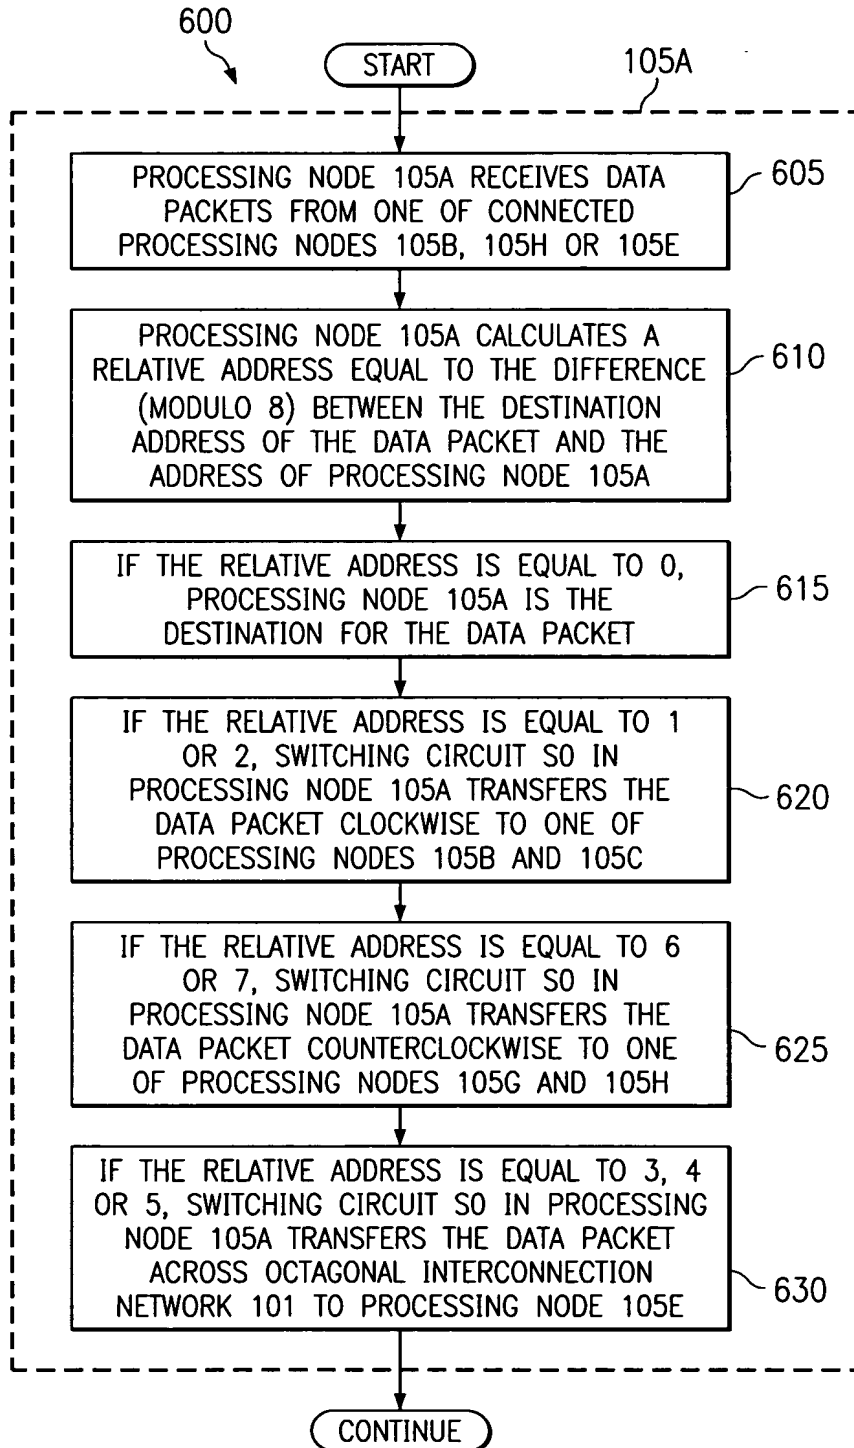 600
START
105A
PROCESSING NODE 105A RECEIVES DATA
PACKETS FROM ONE OF CONNECTED
PROCESSING NODES 105B, 105H OR 105E
605
PROCESSING NODE 105A CALCULATES A
RELATIVE ADDRESS EQUAL TO THE DIFFERENCE
(MODULO 8) BETWEEN THE DESTINATION
ADDRESS OF THE DATA PACKET AND THE
ADDRESS OF PROCESSING NODE 105A
610
IF THE RELATIVE ADDRESS IS EQUAL TO 0,
PROCESSING NODE 105A IS THE
DESTINATION FOR THE DATA PACKET
615
IF THE RELATIVE ADDRESS IS EQUAL TO 1
OR 2, SWITCHING CIRCUIT SO IN
PROCESSING NODE 105A TRANSFERS THE
DATA PACKET CLOCKWISE TO ONE OF
PROCESSING NODES 105B AND 105C
620
IF THE RELATIVE ADDRESS IS EQUAL TO 6
OR 7, SWITCHING CIRCUIT SO IN
PROCESSING NODE 105A TRANSFERS THE
DATA PACKET COUNTERCLOCKWISE TO ONE
OF PROCESSING NODES 105G AND 105H
625
IF THE RELATIVE ADDRESS IS EQUAL TO 3, 4
OR 5, SWITCHING CIRCUIT SO IN PROCESSING
NODE 105A TRANSFERS THE DATA PACKET
ACROSS OCTAGONAL INTERCONNECTION
NETWORK 101 TO PROCESSING NODE 105E
630
CONTINUE